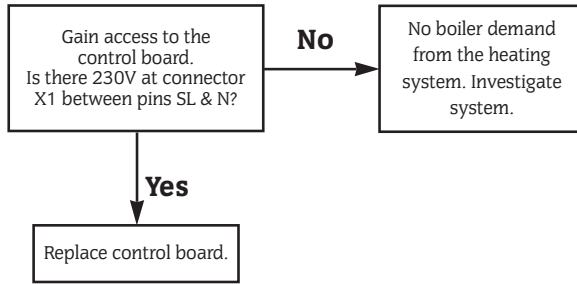 Gain access to the
control board.
Is there 230V at connector
X1 between pins SL & N?
No
No boiler demand
from the heating
system. Investigate
system.
Yes
Replace control board.